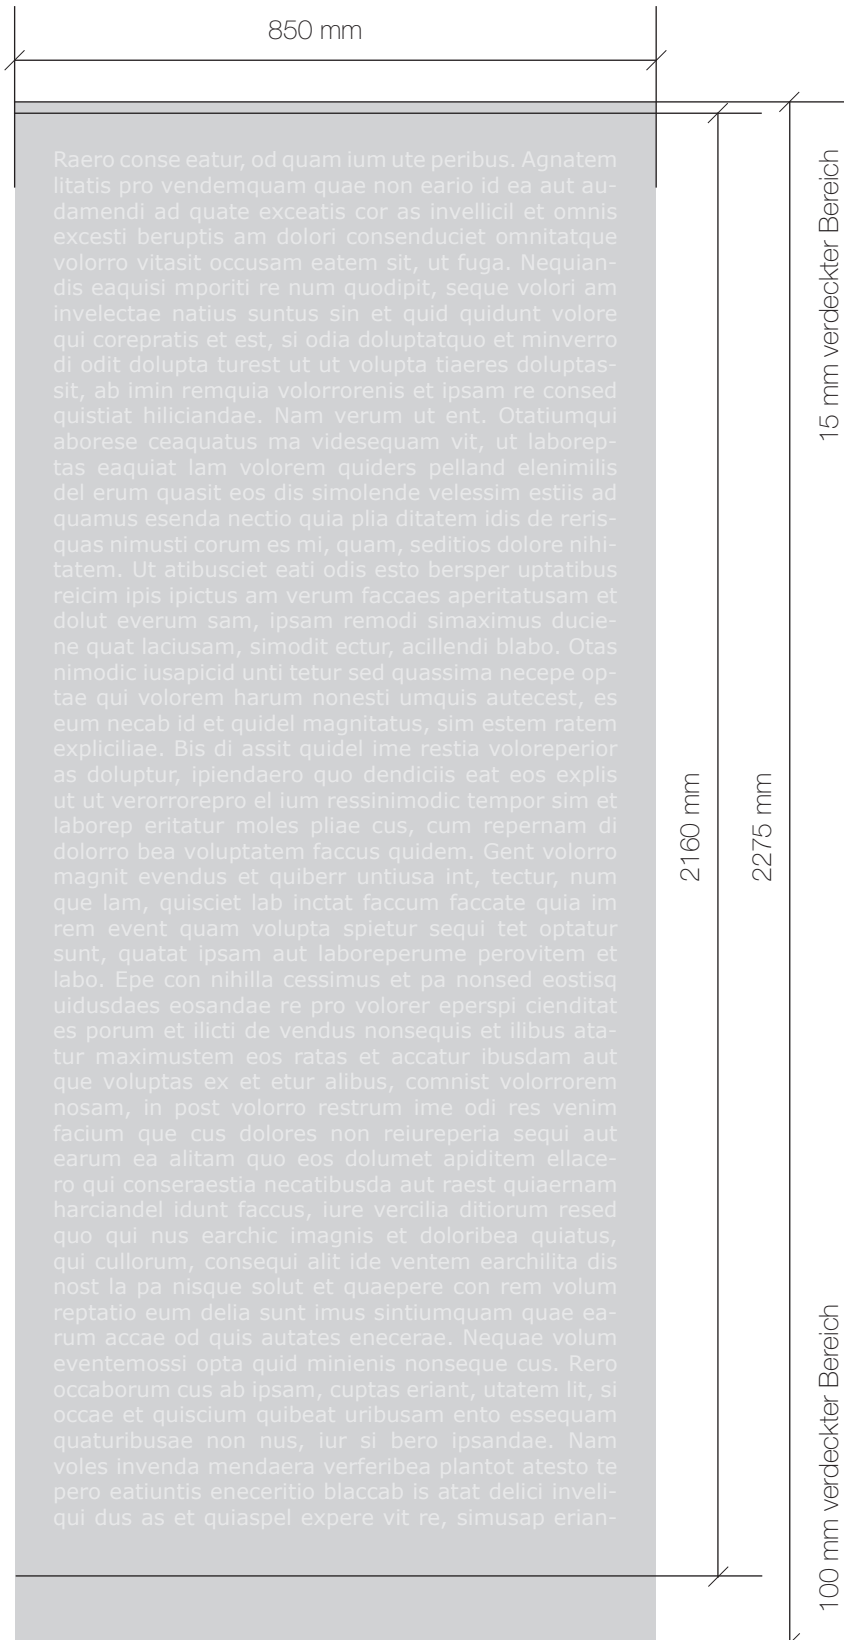 850 mm
15 mm verdeckter Bereich
Raero conse eatur, od quam ium ute peribus. Agnatem
litatis pro vendemquam quae non eario id ea aut au-
damendi ad quate exceatis cor as invellicil et omnis
excesti beruptis am dolori consenduciet omnitatque
volorro vitasit occusam eatem sit, ut fuga. Nequian-
dis eaquisi mporiti re num quodipit, seque volori am
invelectae natius suntus sin et quid quidunt volore
qui corepratis et est, si odia doluptatquo et minverro
di odit dolupta turest ut ut volupta tiaeres doluptas-
sit, ab imin remquia volorrorenis et ipsam re consed
quistiat hiliciandae. Nam verum ut ent. Otatiumqui
aborese ceaquatus ma videsequam vit, ut laborep-
tas eaquiat lam volorem quiders pelland elenimilis
del erum quasit eos dis simolende velessim estiis ad
quamus esenda nectio quia plia ditatem idis de reris-
quas nimusti corum es mi, quam, seditios dolore nihi-
tatem. Ut atibusciet eati odis esto bersper uptatibus
reicim ipis ipictus am verum faccaes aperitatusam et
dolut everum sam, ipsam remodi simaximus ducie-
ne quat laciusam, simodit ectur, acillendi blabo. Otas
nimodic iusapicid unti tetur sed quassima necepe op-
tae qui volorem harum nonesti umquis autecest, es
eum necab id et quidel magnitatus, sim estem ratem
expliciliae. Bis di assit quidel ime restia voloreperior
as doluptur, ipiendaero quo dendiciis eat eos explis
ut ut verorrorepro el ium ressinimodic tempor sim et
laborep eritatur moles pliae cus, cum repernam di
dolorro bea voluptatem faccus quidem. Gent volorro
magnit evendus et quiberr untiusa int, tectur, num
que lam, quisciet lab inctat faccum faccate quia im
rem event quam volupta spietur sequi tet optatur
sunt, quatat ipsam aut laboreperume perovitem et
labo. Epe con nihilla cessimus et pa nonsed eostisq
uidusdaes eosandae re pro volorer eperspi cienditat
es porum et ilicti de vendus nonsequis et ilibus ata-
tur maximustem eos ratas et accatur ibusdam aut
que voluptas ex et etur alibus, comnist volorrorem
nosam, in post volorro restrum ime odi res venim
facium que cus dolores non reiureperia sequi aut
earum ea alitam quo eos dolumet apiditem ellace-
ro qui conseraestia necatibusda aut raest quiaernam
harciandel idunt faccus, iure vercilia ditiorum resed
quo qui nus earchic imagnis et doloribea quiatus,
qui cullorum, consequi alit ide ventem earchilita dis
nost la pa nisque solut et quaepere con rem volum
reptatio eum delia sunt imus sintiumquam quae ea-
rum accae od quis autates enecerae. Nequae volum
eventemossi opta quid minienis nonseque cus. Rero
occaborum cus ab ipsam, cuptas eriant, utatem lit, si
occae et quiscium quibeat uribusam ento essequam
quaturibusae non nus, iur si bero ipsandae. Nam
voles invenda mendaera verferibea plantot atesto te
pero eatiuntis eneceritio blaccab is atat delici inveli-
qui dus as et quiaspel expere vit re, simusap erian-
2160 mm
2275 mm
100 mm verdeckter Bereich